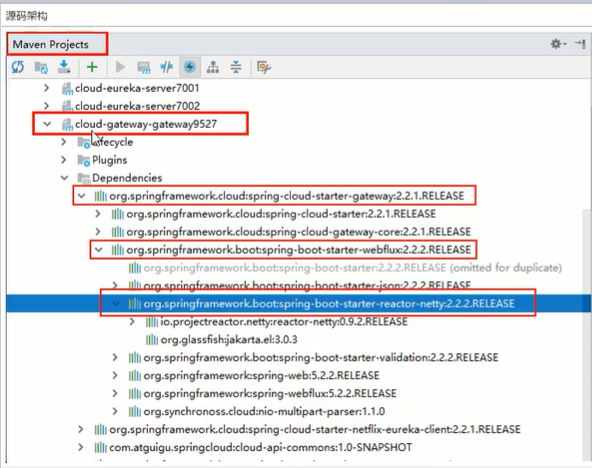 源码架构
Maven Projects
cloud-eureka-server7001
cloud-eureka-server7002
cloud-gateway-gateway9527
Lifecycle
Plugins
Dependencies
org.springframework.cloud:spring-cloud-starter-gateway:2.2.1.RELEASE
org.springframework.cloud:spring-cloud-starter:2.2.1.RELEASE
org.springframework.cloud:spring-cloud-gateway-core:2.2.1.RELEASE
org.springframework.boot:spring-boot-starter-webflux:2.2.2.RELEASE
org.springframework.boot:spring-boot-starter:2.2.2.RELEASE (omitted for duplicate)
org.springframework.boot:spring-boot-starter-json:2.2.2.RELEASE
org.springframework.boot:spring-boot-starter-reactor-netty:2.2.2.RELEASE
io.projectreactor.netty:reactor-netty:0.9.2.RELEASE
org.glassfish:jakarta.el:3.0.3
org.springframework.boot:spring-boot-starter-validation:2.2.2.RELEASE
org.springframework:spring-web:5.2.2.RELEASE
org.springframework:spring-webflux:5.2.2.RELEASE
org.synchronoss.cloud:nio-multipart-parser:1.1.0
org.springframework.cloud:spring-cloud-starter-netflix-eureka-client:2.2.1.RELEASE
com.atguigu.springcloud:cloud-api-commons:1.0-SNAPSHOT